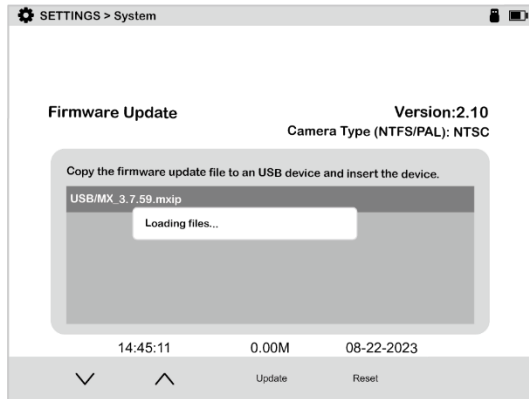 SETTINGS > System
Firmware Update
Version:2.10
Camera Type (NTFS/PAL): NTSC
Copy the firmware update file to an USB device and insert the device.
USB/MX_3.7.59.mxip
Loading files...
14:45:11 0.00M 08-22-2023
Update Reset